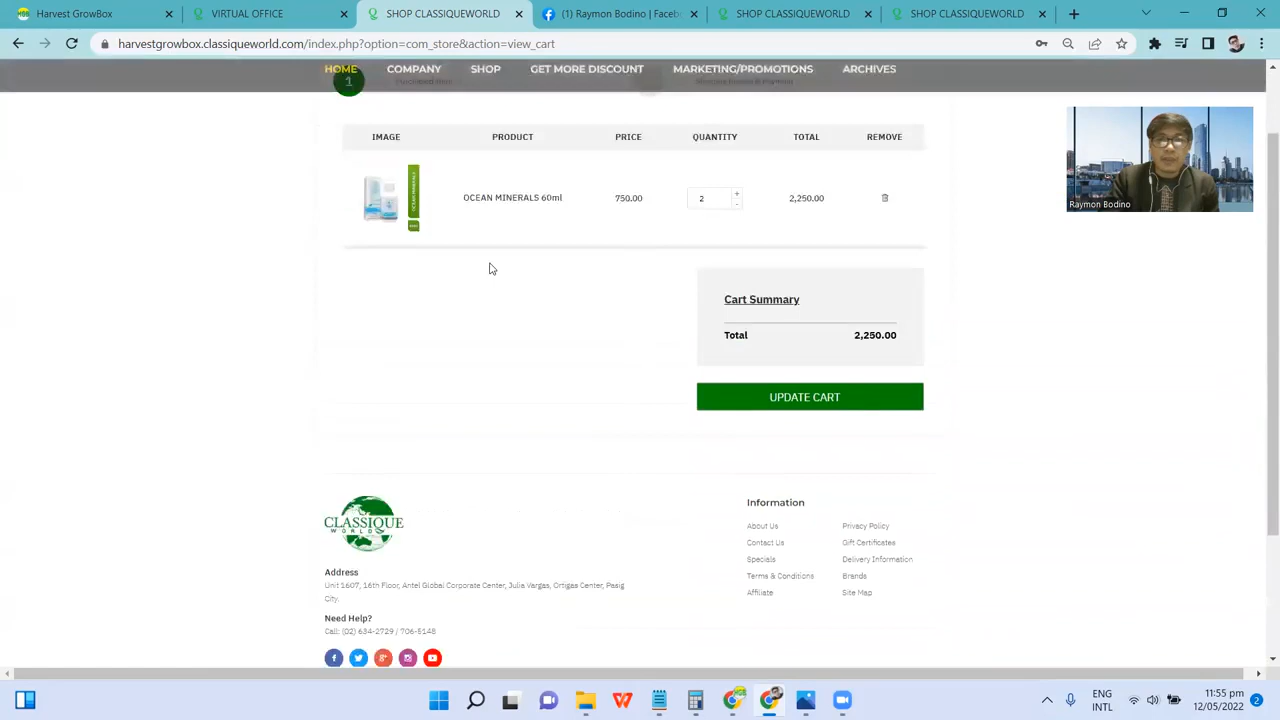 Harvest GrowBox
VIRTUAL OFFICE
SHOP CLASSIQUEWORLD
(1) Raymon Bodino | Faceb
SHOP CLASSIQUEWORLD
SHOP CLASSIQUEWORLD
harvestgrowbox.classiqueworld.com/index.php?option=com_store&action=view_cart
HOME
COMPANY
SHOP
GET MORE DISCOUNT
MARKETING/PROMOTIONS
ARCHIVES
1
IMAGE
PRODUCT
PRICE
QUANTITY
TOTAL
REMOVE
OCEAN MINERALS
OCEAN MINERALS 60ml
750.00
2
+
-
2,250.00
Raymon Bodino
Cart Summary
Total
2,250.00
UPDATE CART
CLASSIQUE
WORLD
Information
About Us
Privacy Policy
Contact Us
Gift Certificates
Specials
Delivery Information
Terms & Conditions
Brands
Affiliate
Site Map
Address
Unit 1607, 16th Floor, Antel Global Corporate Center, Julia Vargas, Ortigas Center, Pasig
City.
Need Help?
Call: (02) 634-2729 / 706-5148
ENG
INTL
11:55 pm
12/05/2022
2